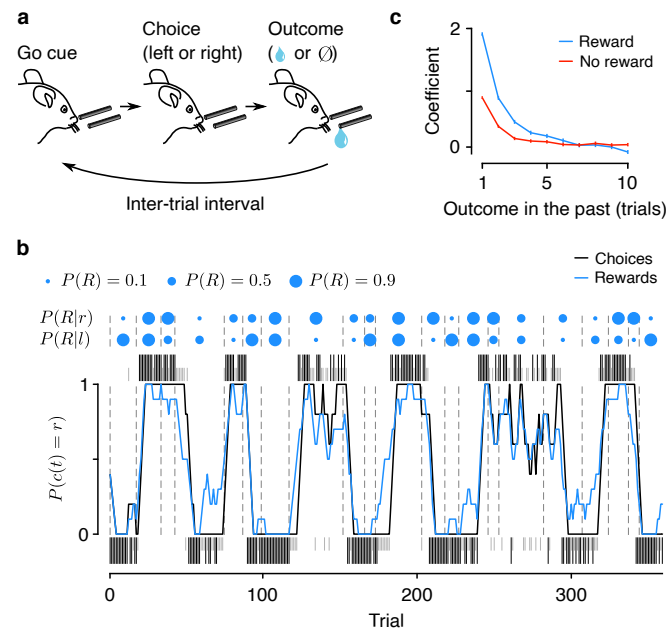 a
Go cue
Choice
(left or right)
Outcome
(💧 or ∅)
Inter-trial interval
c
2
Coefficient
0
Reward
No reward
1
5
10
Outcome in the past (trials)
b
P(R) = 0.1
P(R) = 0.5
P(R) = 0.9
Choices
Rewards
P(R|r)
P(R|l)
1
P(c(t) = r)
0
0
100
200
300
Trial